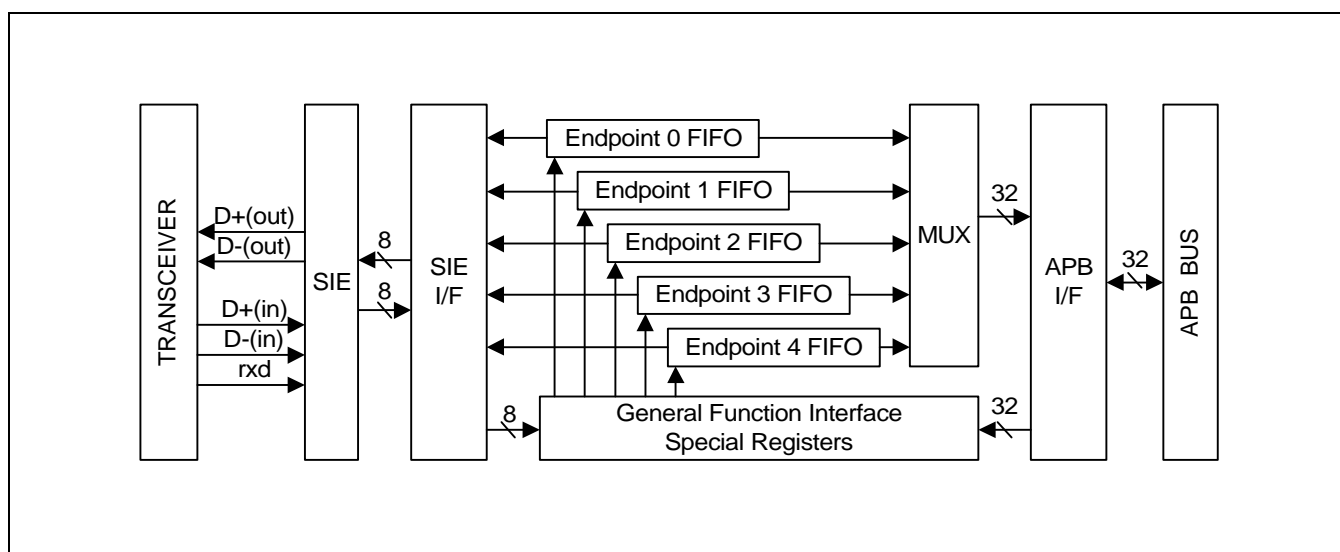 TRANSCEIVER
D+(out)
D-(out)
D+(in)
D-(in)
rxd
SIE
8
8
SIE
I/F
Endpoint 0 FIFO
Endpoint 1 FIFO
Endpoint 2 FIFO
Endpoint 3 FIFO
Endpoint 4 FIFO
8
General Function Interface
Special Registers
MUX
32
32
APB
I/F
32
APB BUS